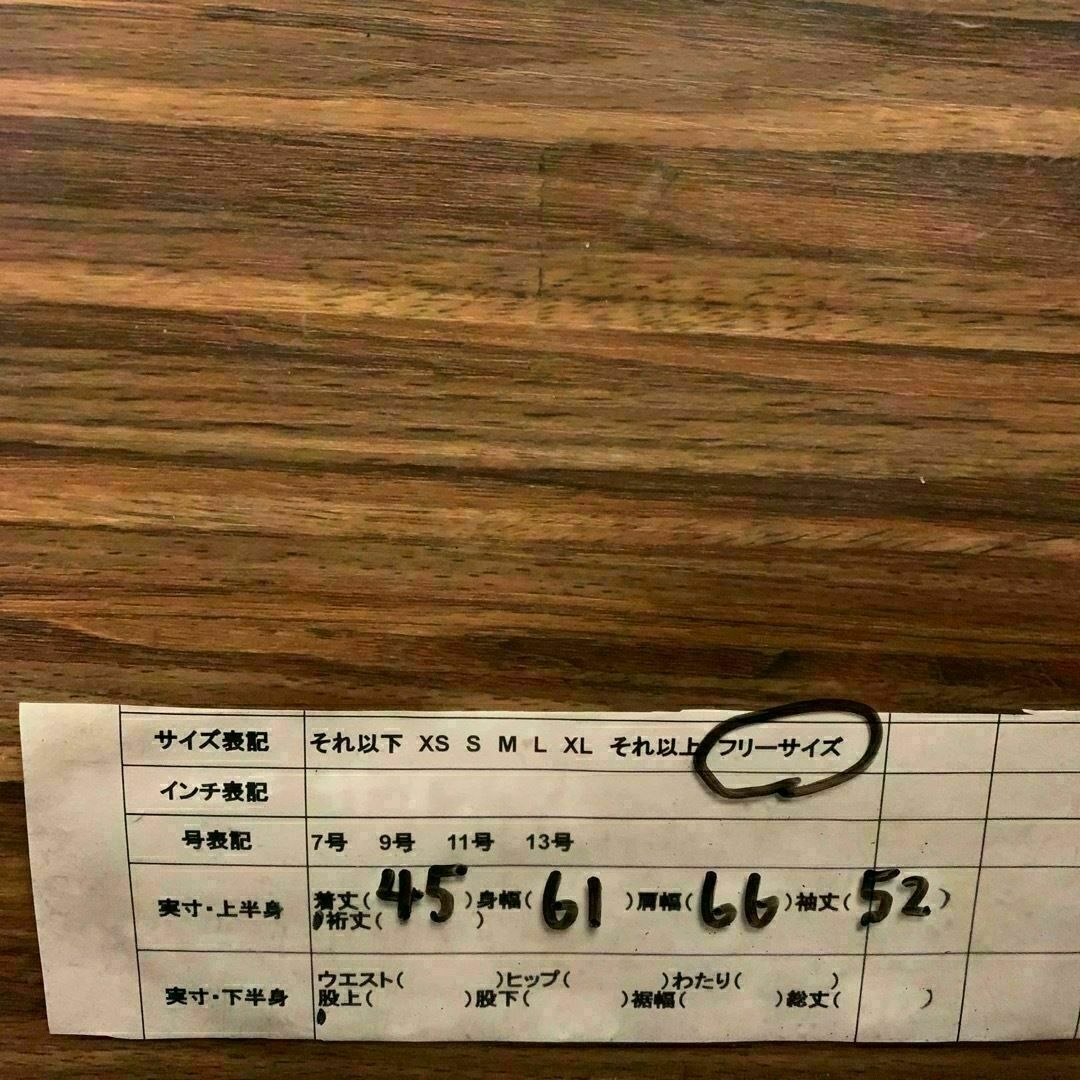 サイズ表記 それ以下 XS S M L XL それ以上 フリーサイズ
インチ表記
号表記 7号 9号 11号 13号
実寸・上半身 着丈(45)身幅(61)肩幅(66)袖丈(52)
裄丈( )
実寸・下半身 ウエスト( )ヒップ( )わたり( )
股上( )股下( )裾幅( )総丈( )